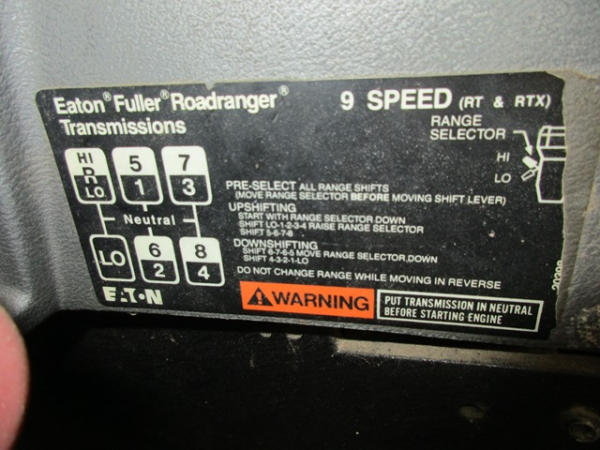 Eaton® Fuller® Roadranger®
Transmissions
9 SPEED (RT & RTX)
RANGE
SELECTOR
HI
LO
HI
R
LO
5
1
7
3
Neutral
LO
6
2
8
4
EATON
PRE-SELECT ALL RANGE SHIFTS
(MOVE RANGE SELECTOR BEFORE MOVING SHIFT LEVER)
UPSHIFTING
START WITH RANGE SELECTOR DOWN
SHIFT LO-1-2-3-4 RAISE RANGE SELECTOR
SHIFT 5-6-7-8
DOWNSHIFTING
SHIFT 8-7-6-5 MOVE RANGE SELECTOR DOWN
SHIFT 4-3-2-1-LO
DO NOT CHANGE RANGE WHILE MOVING IN REVERSE
WARNING
PUT TRANSMISSION IN NEUTRAL
BEFORE STARTING ENGINE